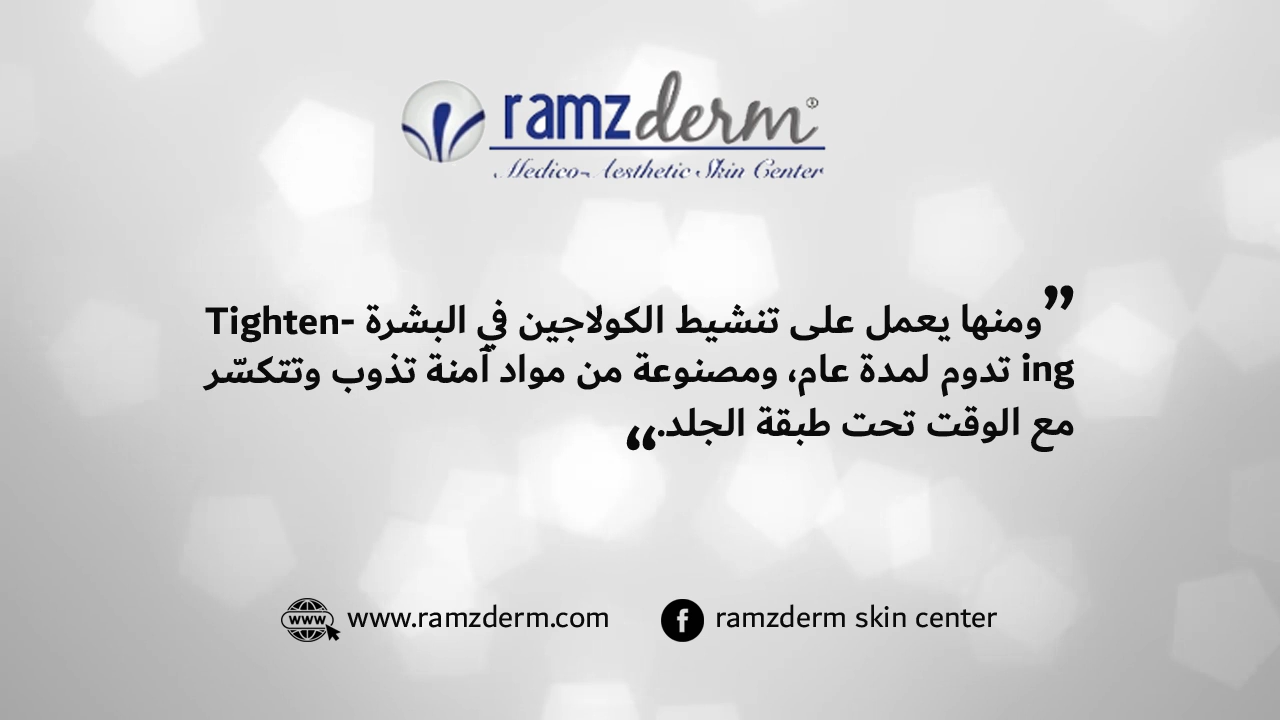 ramzderm®
Medico-Aesthetic Skin Center
”ومنها يعمل على تنشيط الكولاجين في البشرة Tighten-
ing تدوم لمدة عام، ومصنوعة من مواد آمنة تذوب وتتكسّر
مع الوقت تحت طبقة الجلد.“
www www.ramzderm.com
f ramzderm skin center